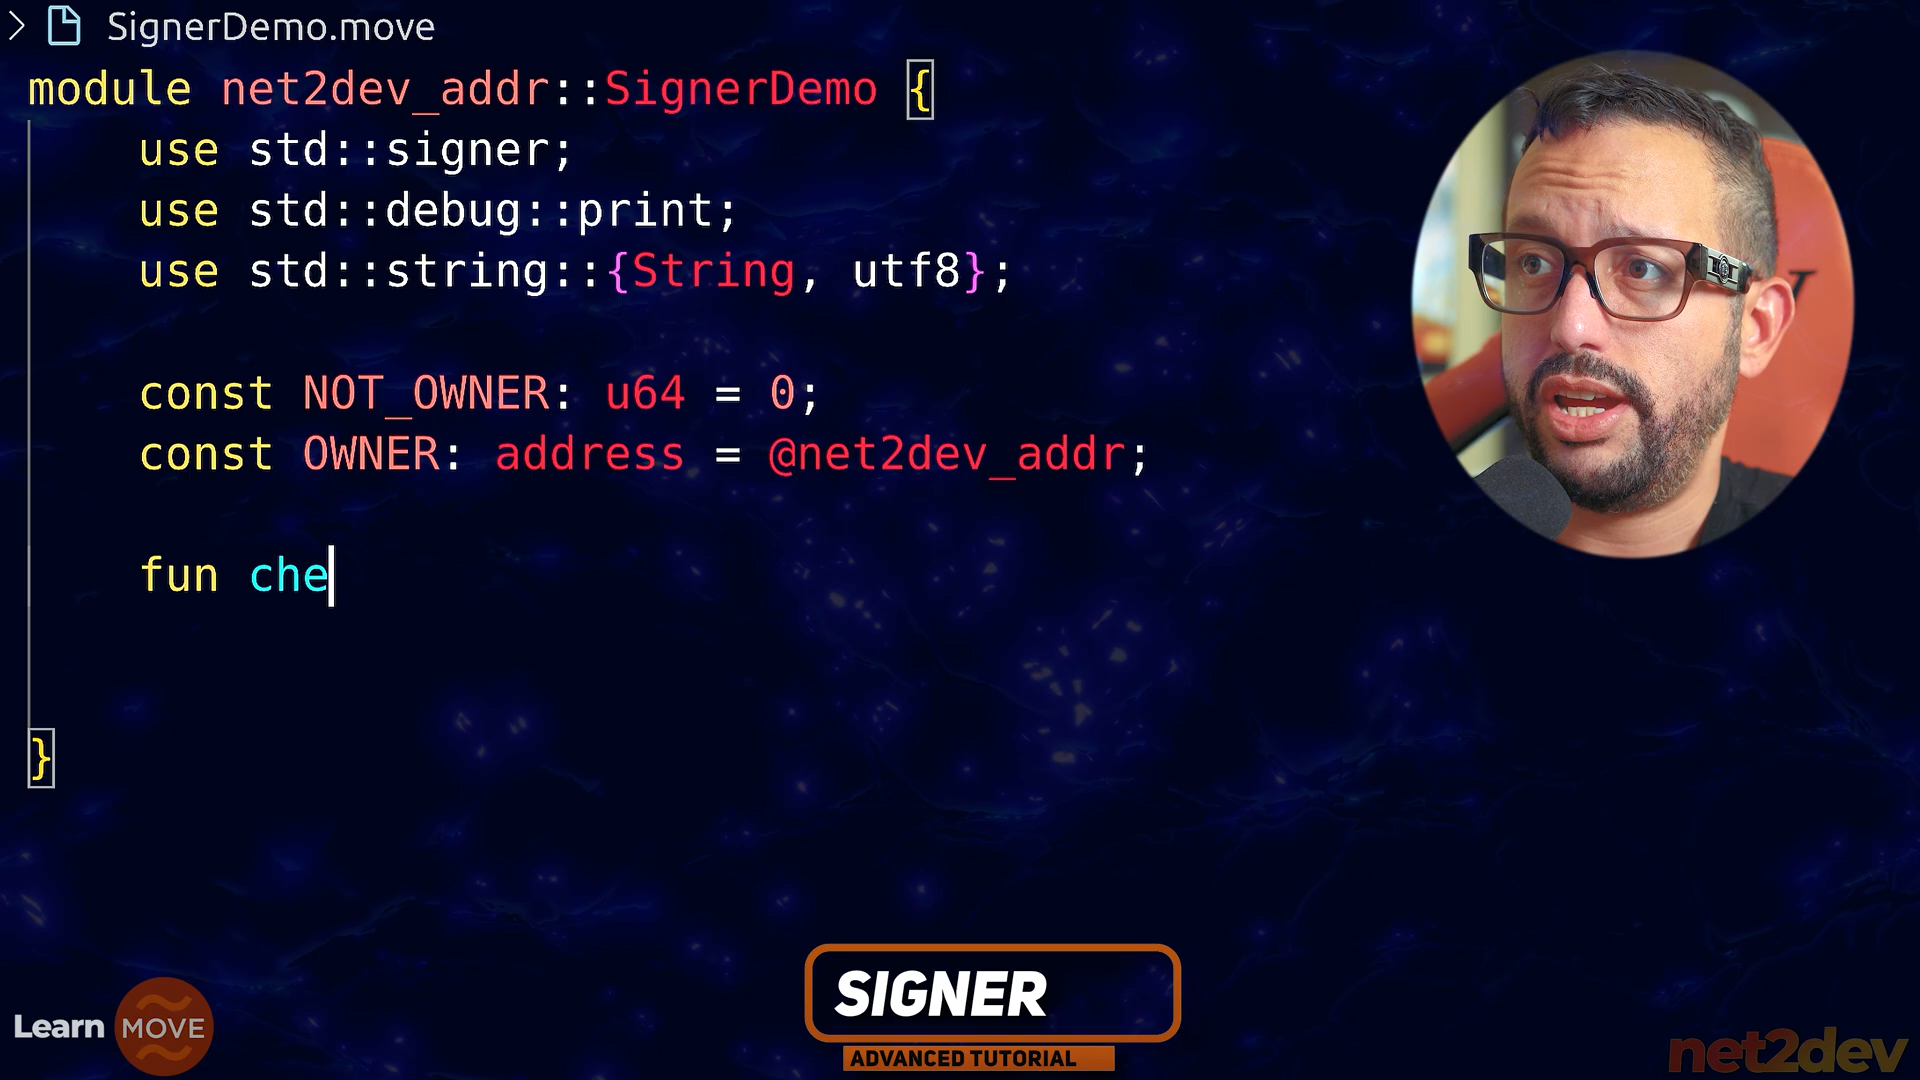 SignerDemo.move
module net2dev_addr::SignerDemo {
use std::signer;
use std::debug::print;
use std::string::{String, utf8};
const NOT_OWNER: u64 = 0;
const OWNER: address = @net2dev_addr;
fun che
}
SIGNER
ADVANCED TUTORIAL
Learn MOVE
net2dev